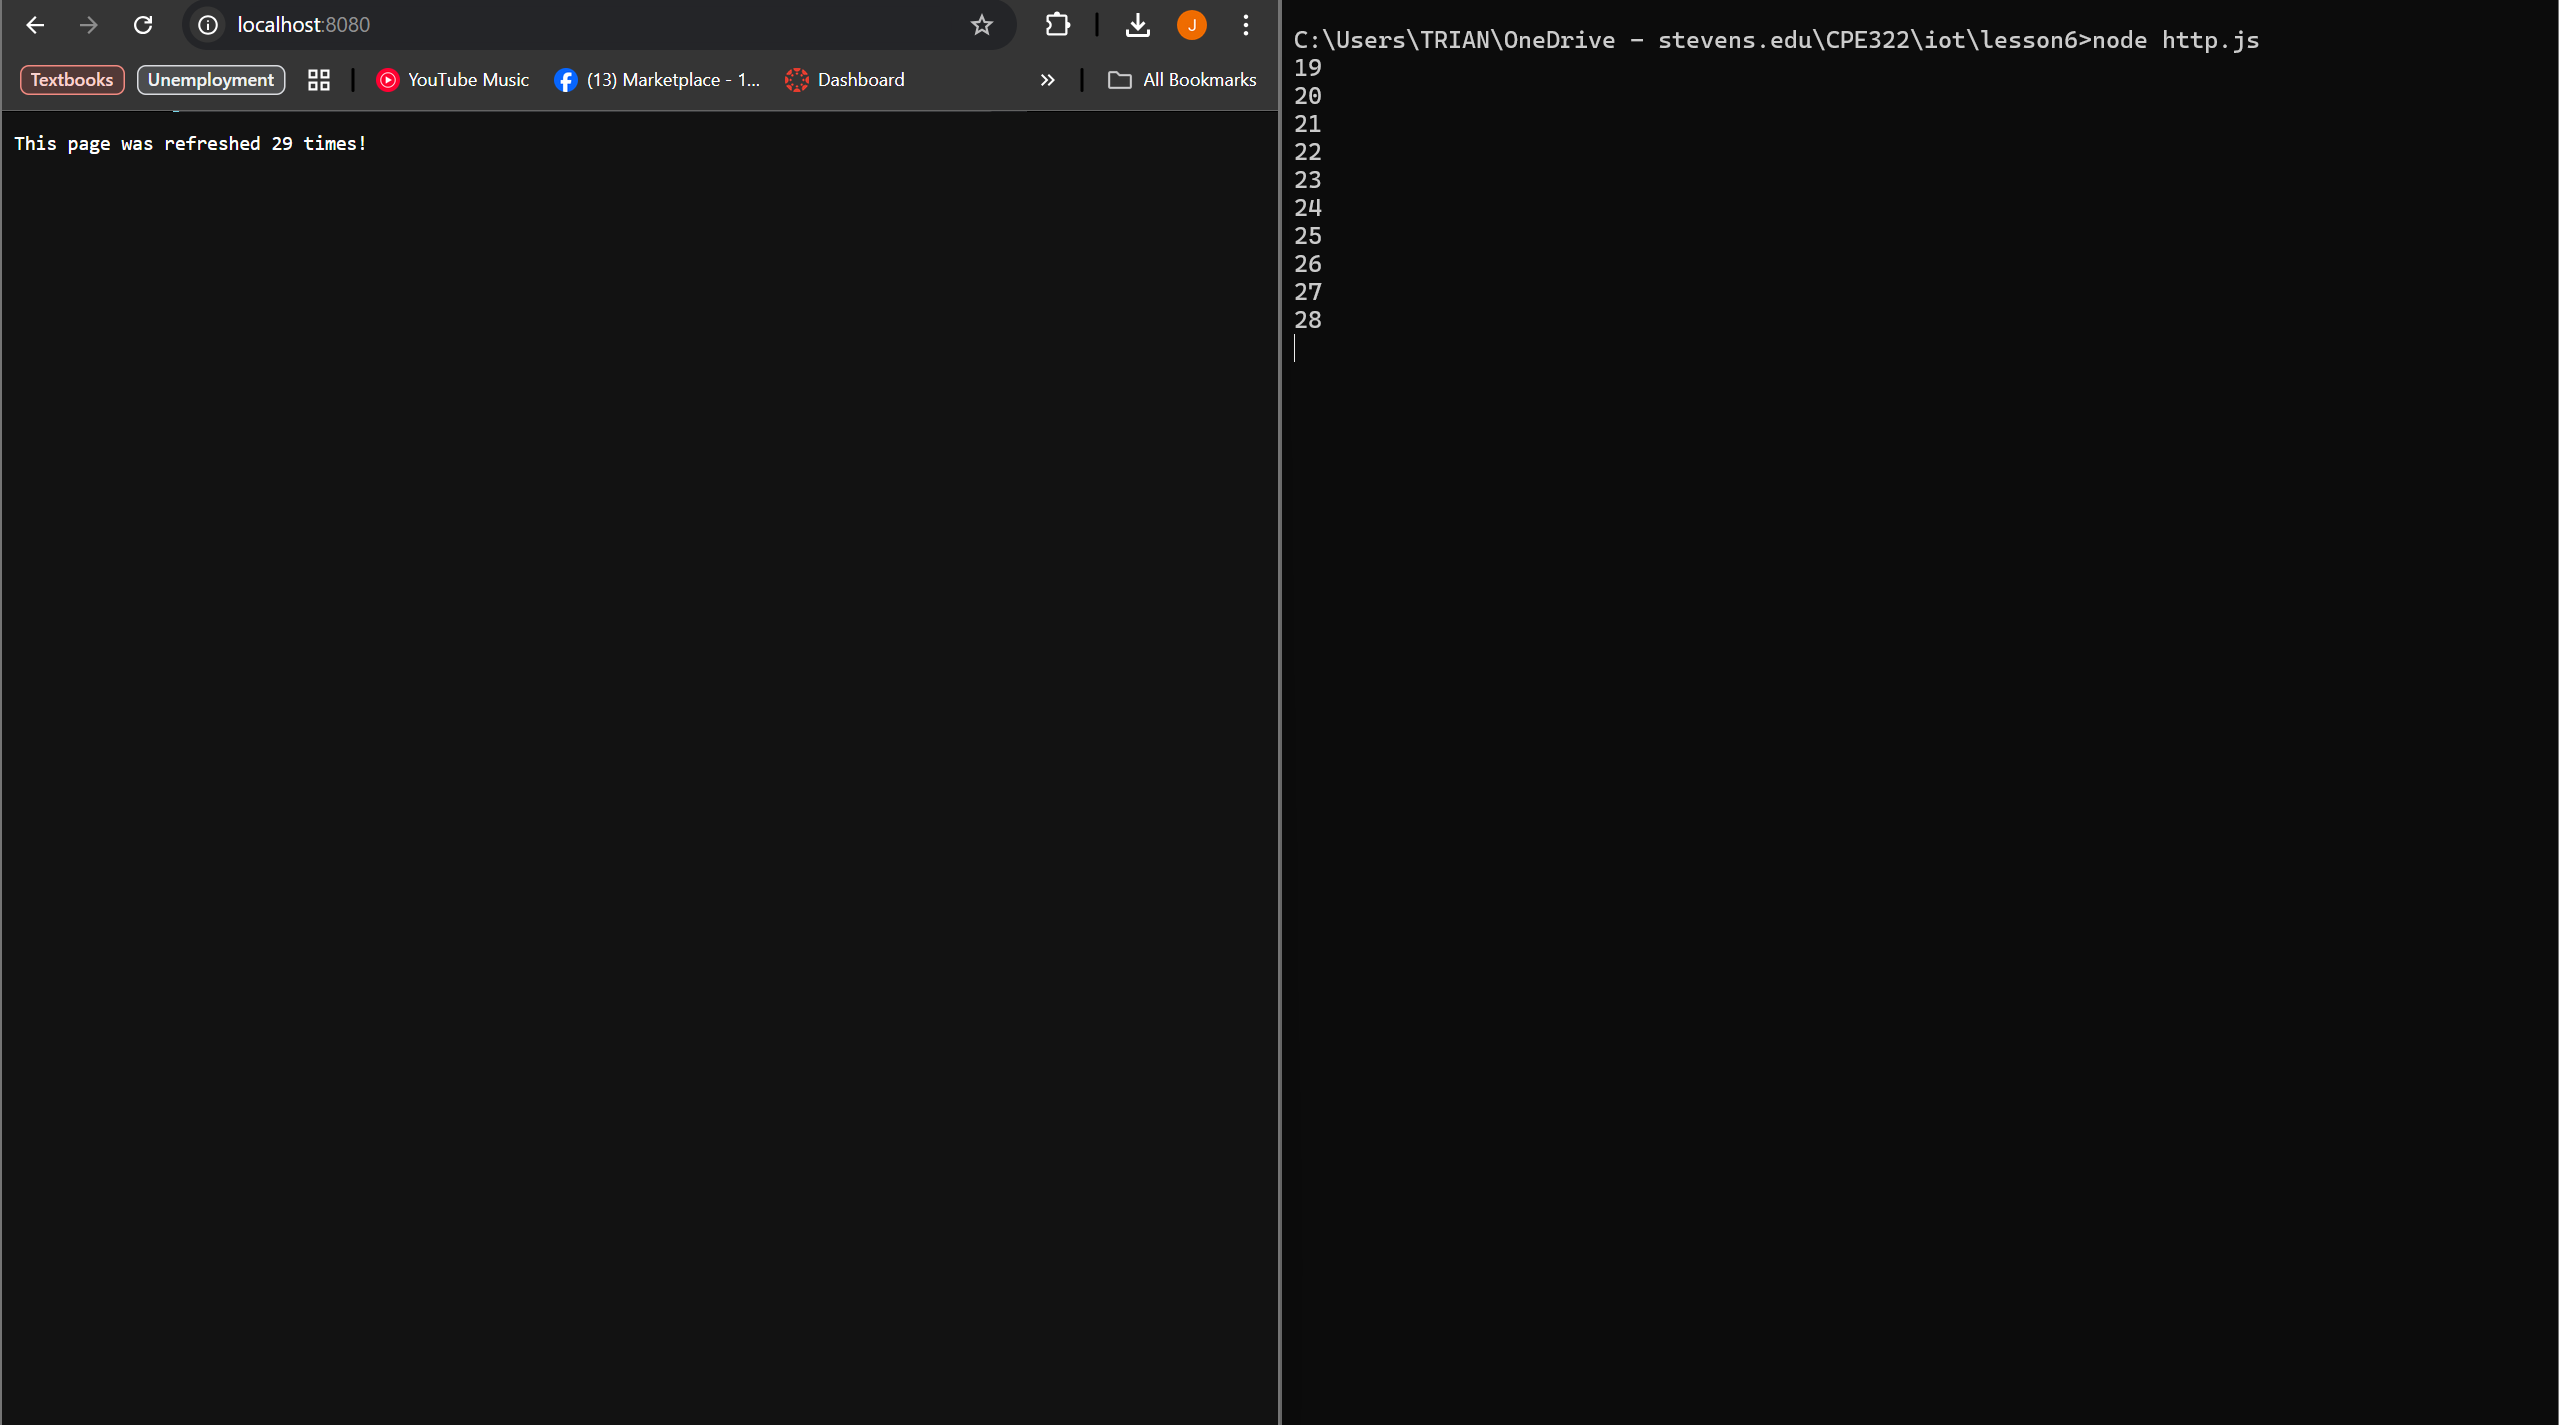 localhost:8080
J
Textbooks Unemployment YouTube Music (13) Marketplace - 1... Dashboard » All Bookmarks
This page was refreshed 29 times!
C:\Users\TRIAN\OneDrive - stevens.edu\CPE322\iot\lesson6>node http.js
19
20
21
22
23
24
25
26
27
28